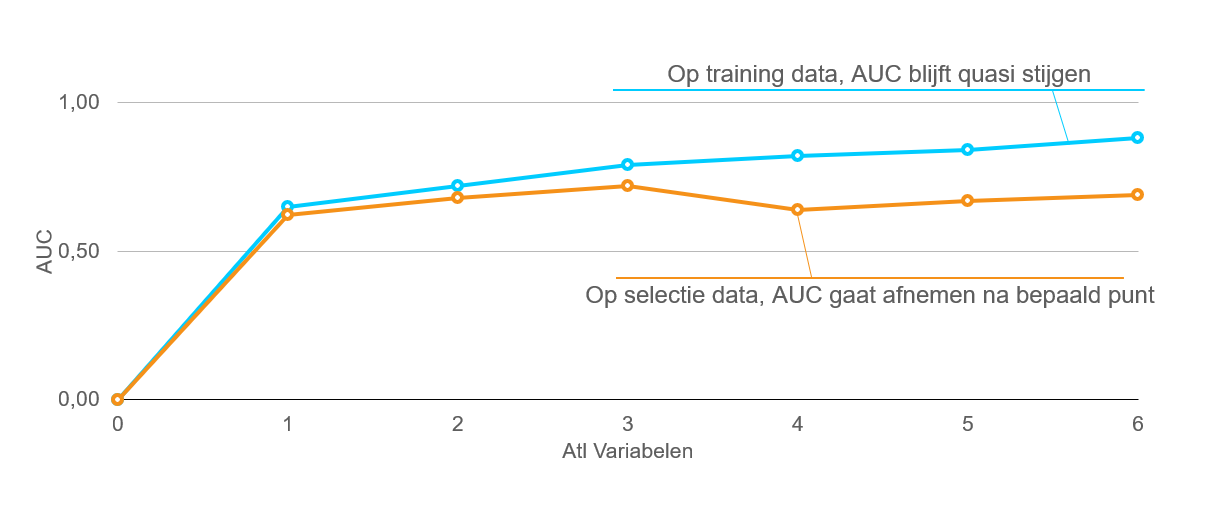 Op training data, AUC blijft quasi stijgen
1,00
0,50
AUC
Op selectie data, AUC gaat afnemen na bepaald punt
0,00
0 1 2 3 4 5 6
Atl Variabelen